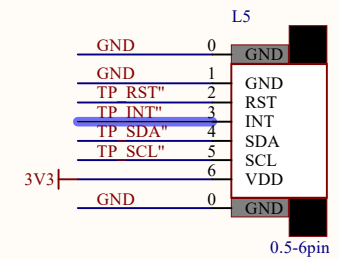 L5
GND 0 GND
GND 1 GND
TP_RST" 2 RST
TP_INT" 3 INT
TP_SDA" 4 SDA
TP_SCL" 5 SCL
3V3 6 VDD
GND 0 GND
0.5-6pin